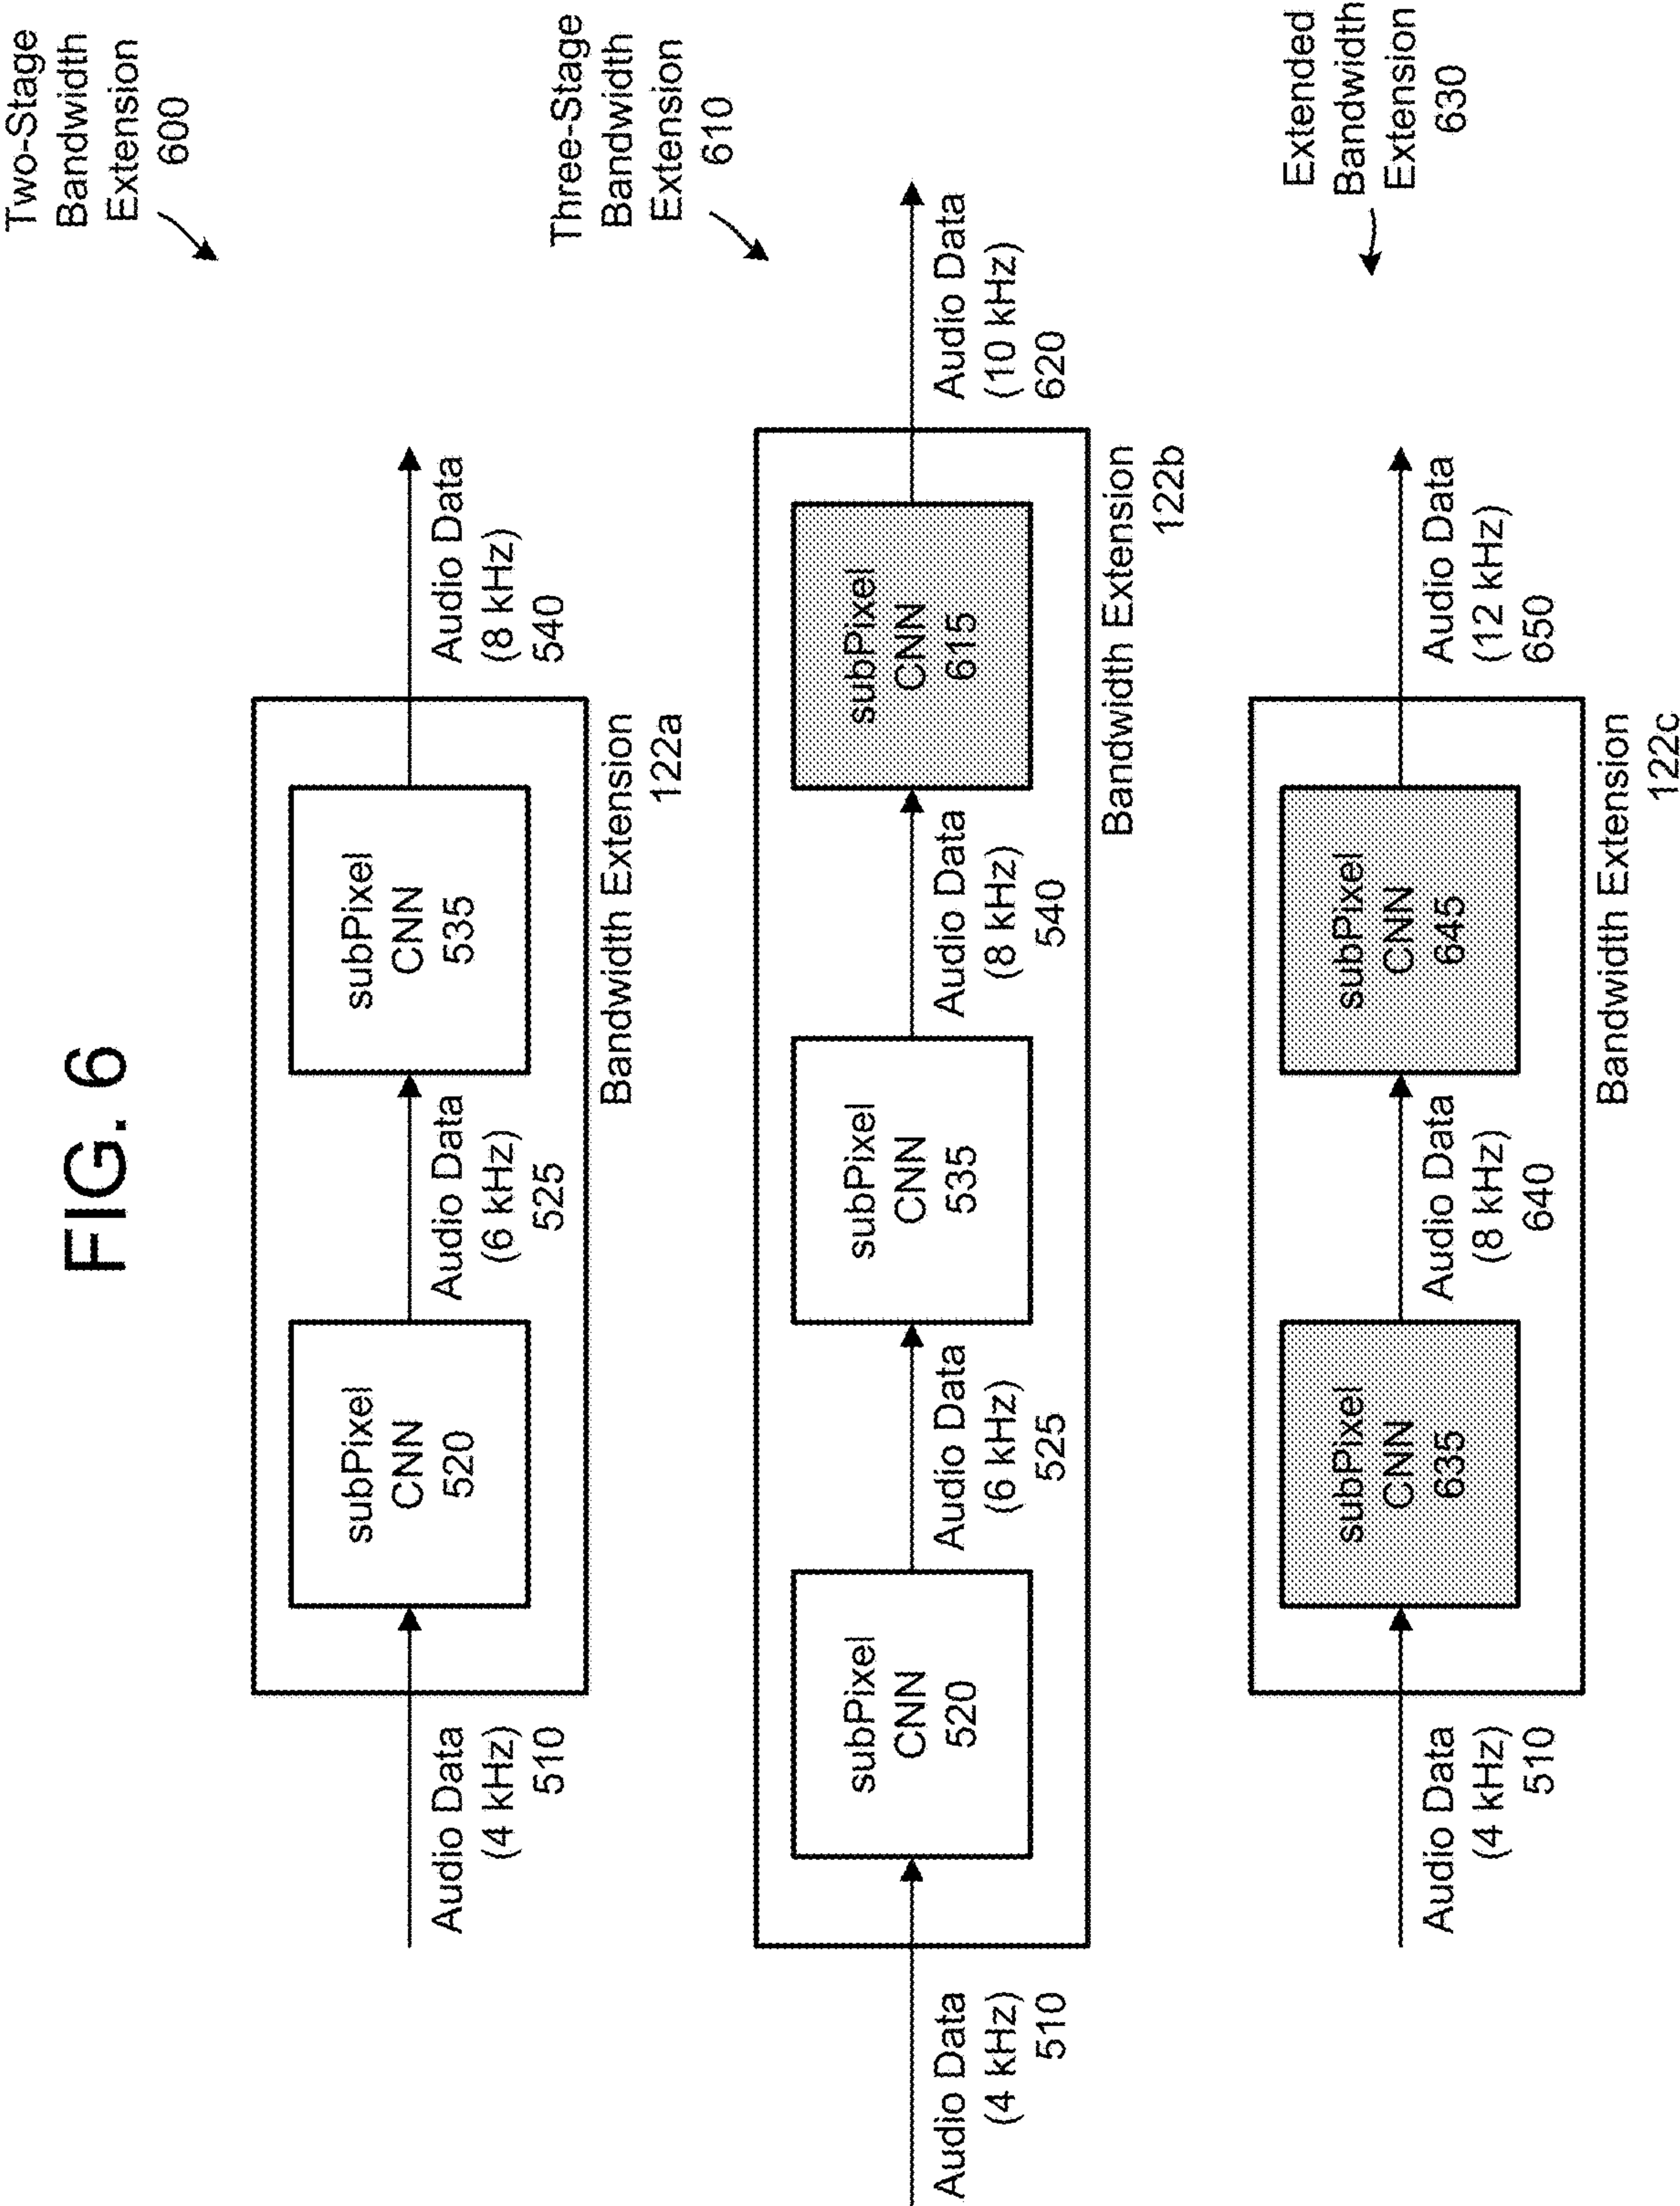 FIG. 6
Two-Stage
Bandwidth
Extension
600
Audio Data
(4 kHz)
510
subPixel
CNN
520
Audio Data
(6 kHz)
525
subPixel
CNN
535
Audio Data
(8 kHz)
540
Bandwidth Extension
122a
Three-Stage
Bandwidth
Extension
610
Audio Data
(4 kHz)
510
subPixel
CNN
520
Audio Data
(6 kHz)
525
subPixel
CNN
535
Audio Data
(8 kHz)
540
subPixel
CNN
615
Audio Data
(10 kHz)
620
Bandwidth Extension
122b
Extended
Bandwidth
Extension
630
Audio Data
(4 kHz)
510
subPixel
CNN
635
Audio Data
(8 kHz)
640
subPixel
CNN
645
Audio Data
(12 kHz)
650
Bandwidth Extension
122c